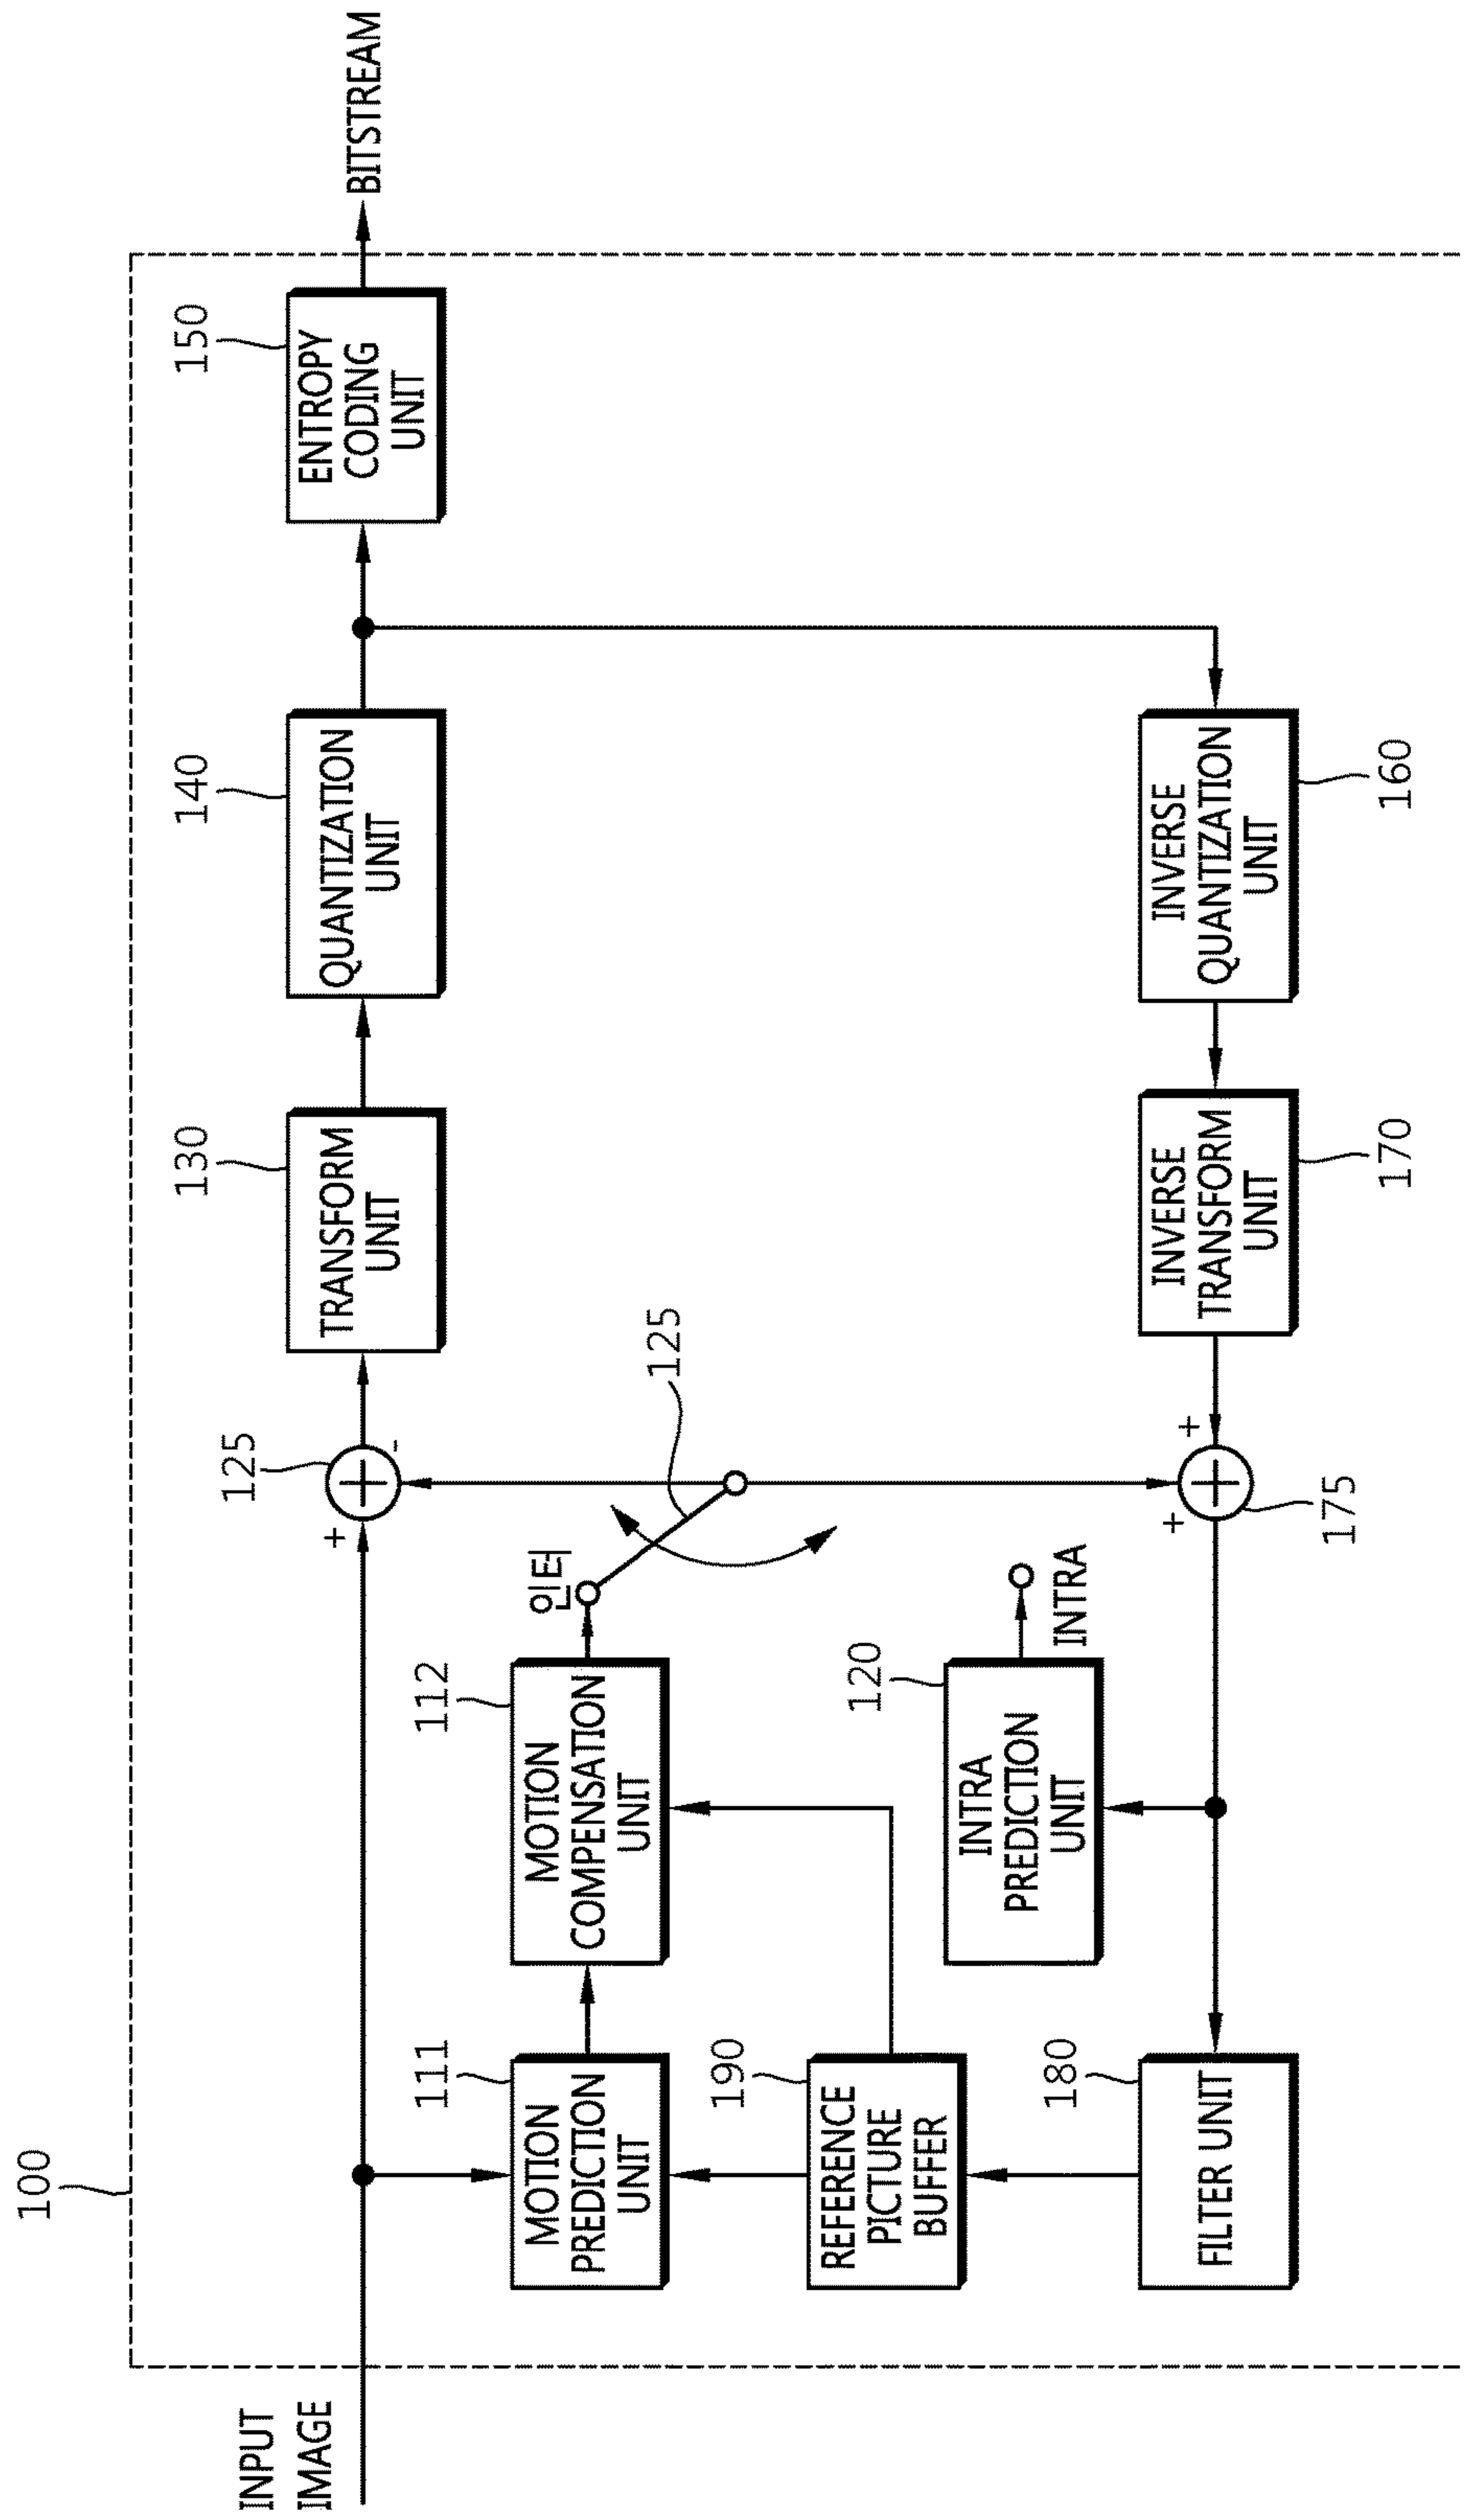 100
INPUT
IMAGE
125
+
-
130
TRANSFORM
UNIT
140
QUANTIZATION
UNIT
150
ENTROPY
CODING
UNIT
BITSTREAM
111
MOTION
PREDICTION
UNIT
112
MOTION
COMPENSATION
UNIT
인터
125
190
REFERENCE
PICTURE
BUFFER
120
INTRA
PREDICTION
UNIT
INTRA
180
FILTER UNIT
+
+
175
INVERSE
TRANSFORM
UNIT
170
INVERSE
QUANTIZATION
UNIT
160